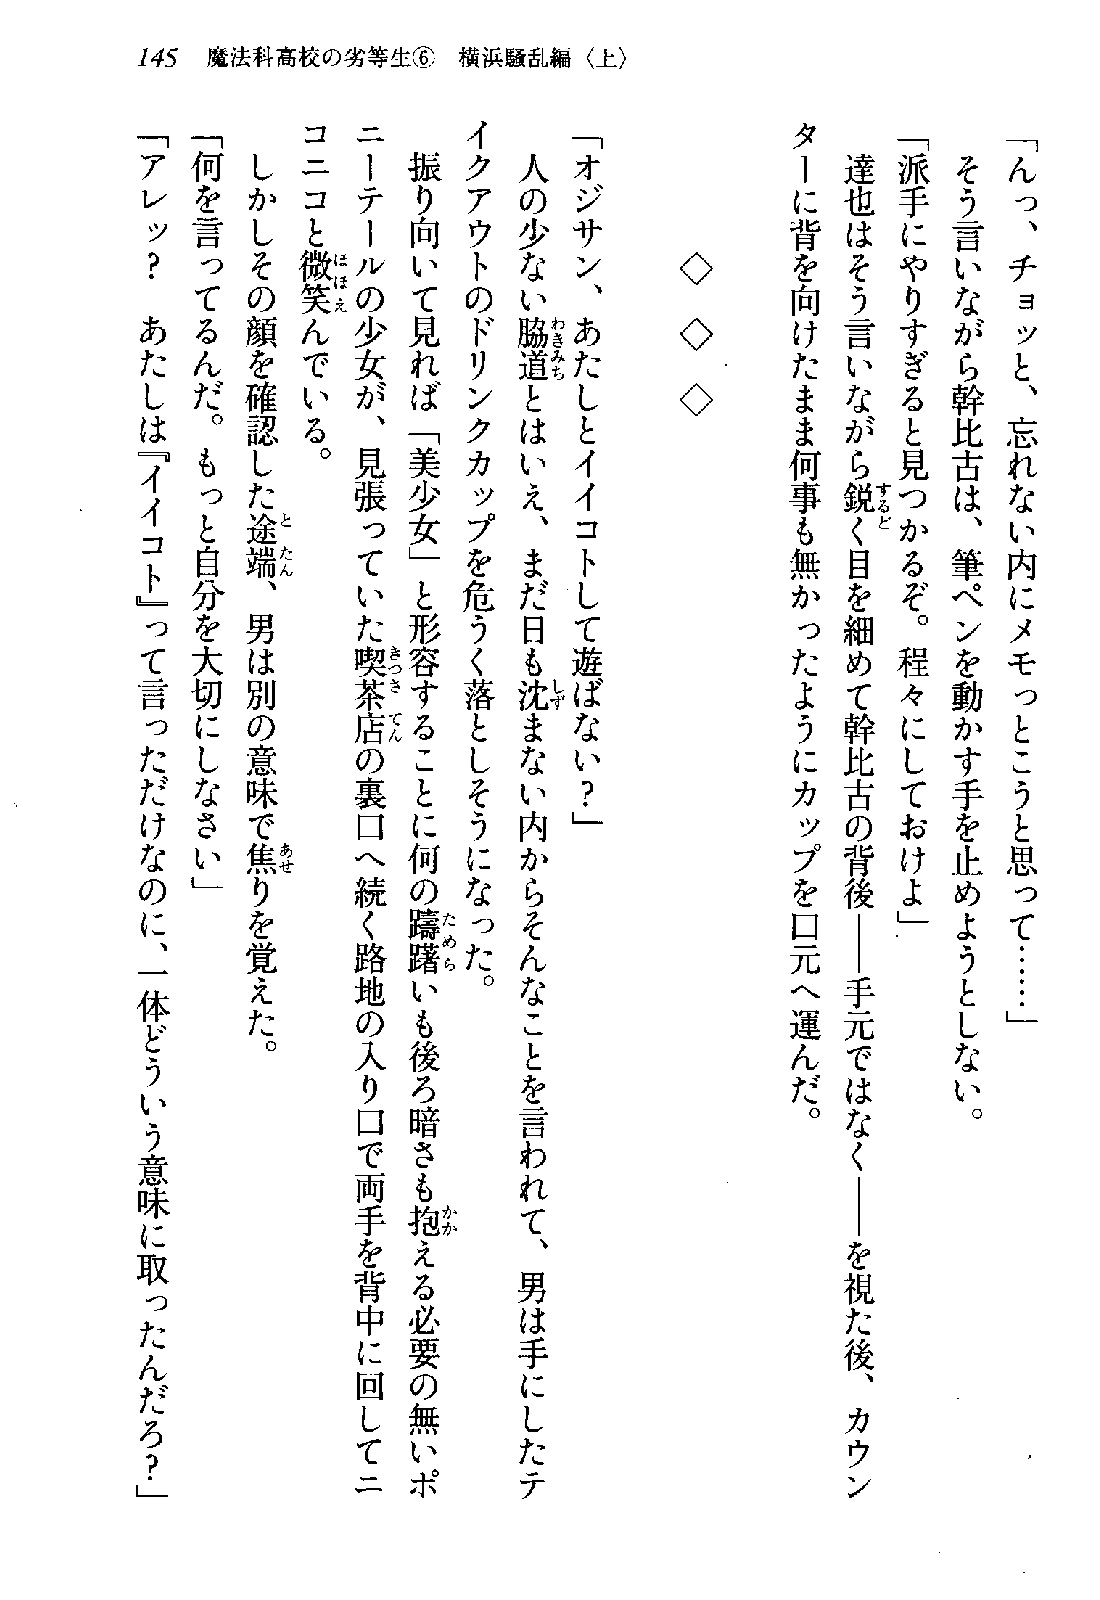 145　魔法科高校の劣等生⑥　横浜騒乱編〈上〉
「んっ、チョッと、忘れない内にメモっとこうと思って……」
　そう言いながら幹比古は、筆ペンを動かす手を止めようとしない。
「派手にやりすぎると見つかるぞ。程々にしておけよ」
　達也はそう言いながら鋭く目を細めて幹比古の背後――手元ではなく――を視た後、カウン
ターに背を向けたまま何事も無かったようにカップを口元へ運んだ。
◇　◇　◇
「オジサン、あたしとイイコトして遊ばない？」
　人の少ない脇道とはいえ、まだ日も沈まない内からそんなことを言われて、男は手にしたテ
イクアウトのドリンクカップを危うく落としそうになった。
　振り向いて見れば「美少女」と形容することに何の躊躇いも後ろ暗さも抱える必要の無いポ
ニーテールの少女が、見張っていた喫茶店の裏口へ続く路地の入り口で両手を背中に回してニ
コニコと微笑んでいる。
　しかしその顔を確認した途端、男は別の意味で焦りを覚えた。
「何を言ってるんだ。もっと自分を大切にしなさい」
「アレッ？　あたしは『イイコト』って言っただけなのに、一体どういう意味に取ったんだろ？」